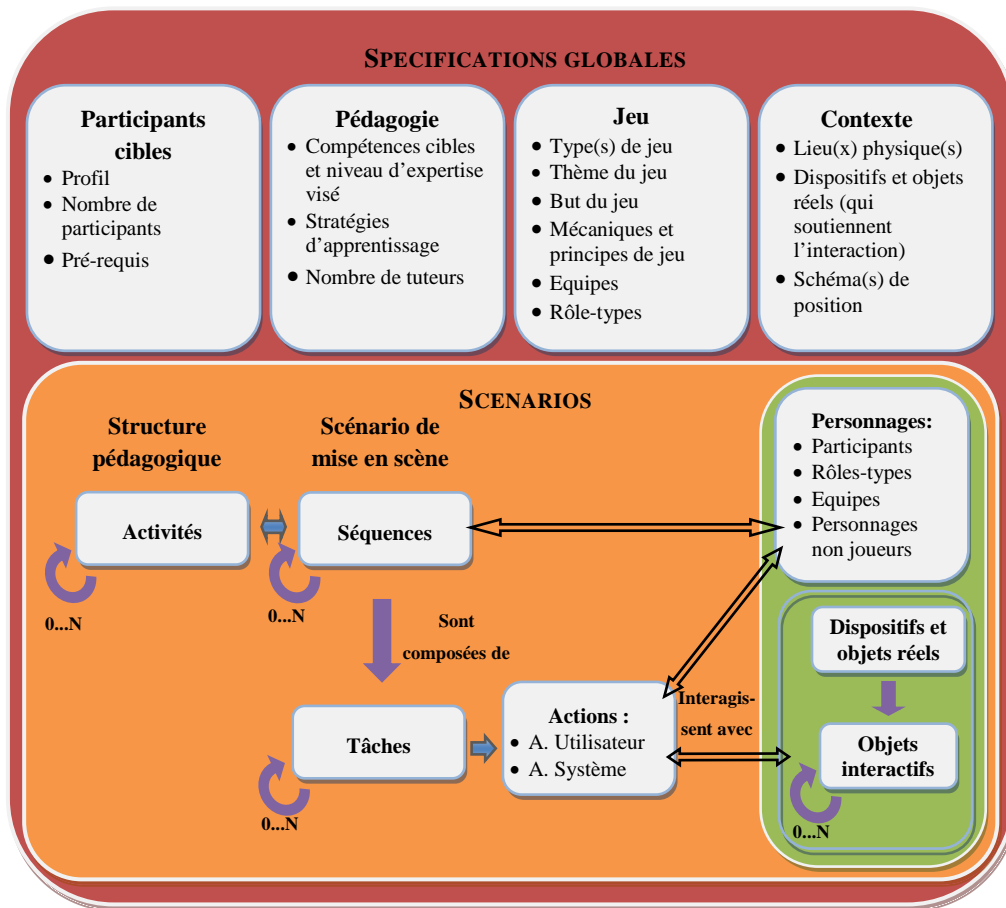 SPECIFICATIONS GLOBALES
Participants
cibles
• Profil
• Nombre de
participants
• Pré-requis
Pédagogie
• Compétences cibles
et niveau d'expertise
visé
• Stratégies
d'apprentissage
• Nombre de tuteurs
Jeu
• Type(s) de jeu
• Thème du jeu
• But du jeu
• Mécaniques et
principes de jeu
• Equipes
• Rôle-types
Contexte
• Lieu(x) physique(s)
• Dispositifs et objets
réels (qui
soutiennent
l'interaction)
• Schéma(s) de
position
SCENARIOS
Structure
pédagogique
Scénario de
mise en scène
Activités
0...N
Séquences
0...N
Personnages:
• Participants
• Rôles-types
• Equipes
• Personnages
non joueurs
Sont
composées de
Tâches
0...N
Actions :
• A. Utilisateur
• A. Système
Interagis-
sent avec
Dispositifs et
objets réels
Objets
interactifs
0...N